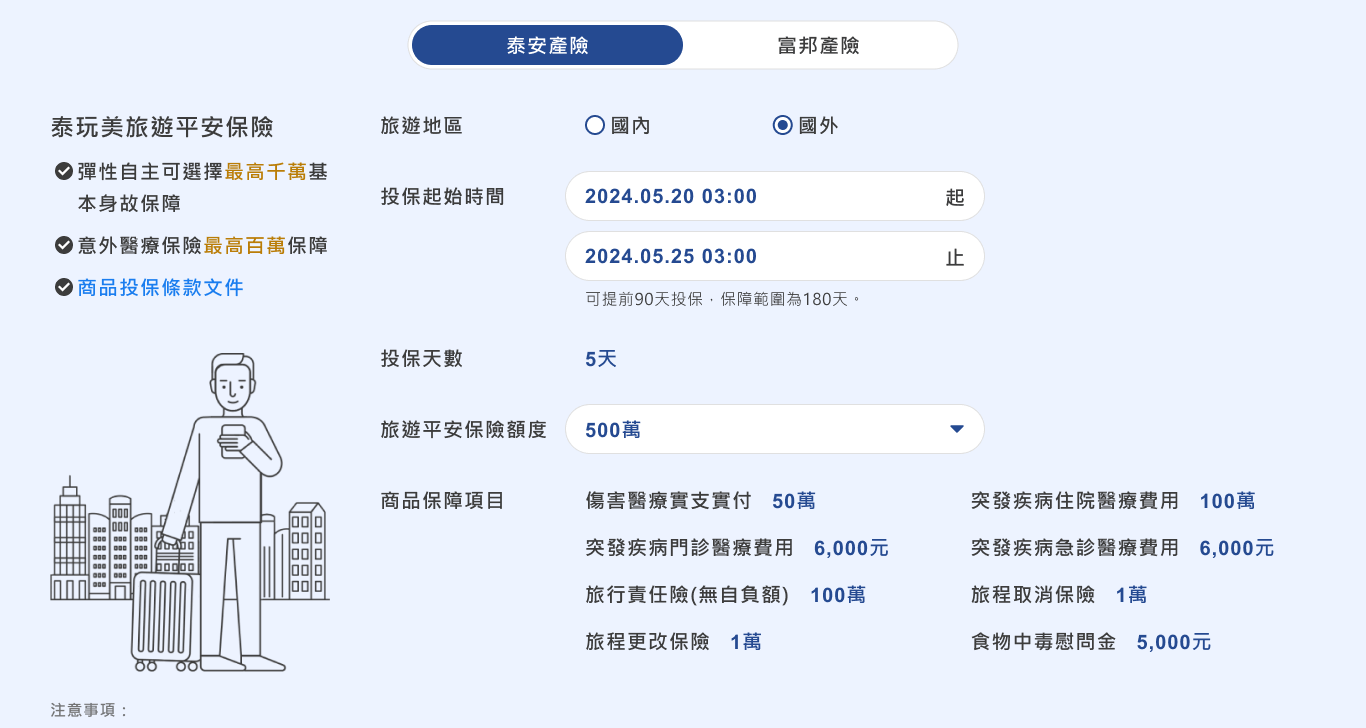 泰安產險 富邦產險
泰玩美旅遊平安保險
彈性自主可選擇最高千萬基
本身故保障
意外醫療保險最高百萬保障
商品投保條款文件
旅遊地區 國內 國外
投保起始時間 2024.05.20 03:00 起
2024.05.25 03:00 止
可提前90天投保,保障範圍為180天。
投保天數 5天
旅遊平安保險額度 500萬
商品保障項目 傷害醫療實支實付 50萬 突發疾病住院醫療費用 100萬
突發疾病門診醫療費用 6,000元 突發疾病急診醫療費用 6,000元
旅行責任險(無自負額) 100萬 旅程取消保險 1萬
旅程更改保險 1萬 食物中毒慰問金 5,000元
注意事項：